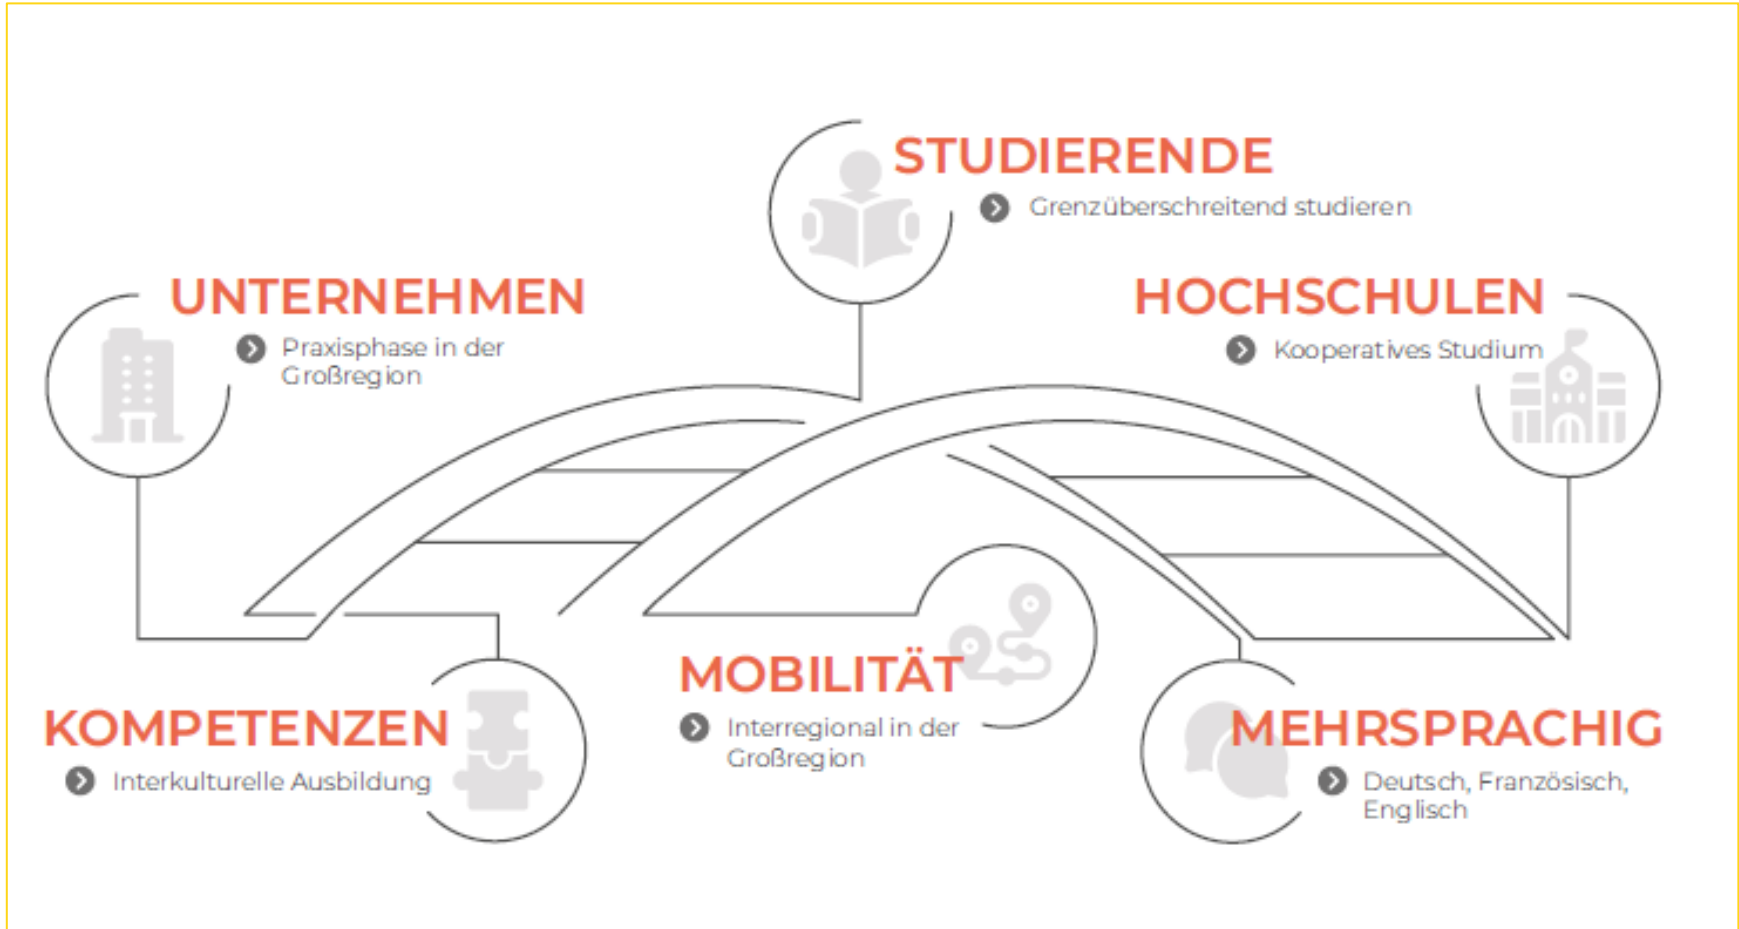 STUDIERENDE
Grenzüberschreitend studieren
UNTERNEHMEN
Praxisphase in der
Großregion
HOCHSCHULEN
Kooperatives Studium
KOMPETENZEN
Interkulturelle Ausbildung
MOBILITÄT
Interregional in der
Großregion
MEHRSPRACHIG
Deutsch, Französisch,
Englisch